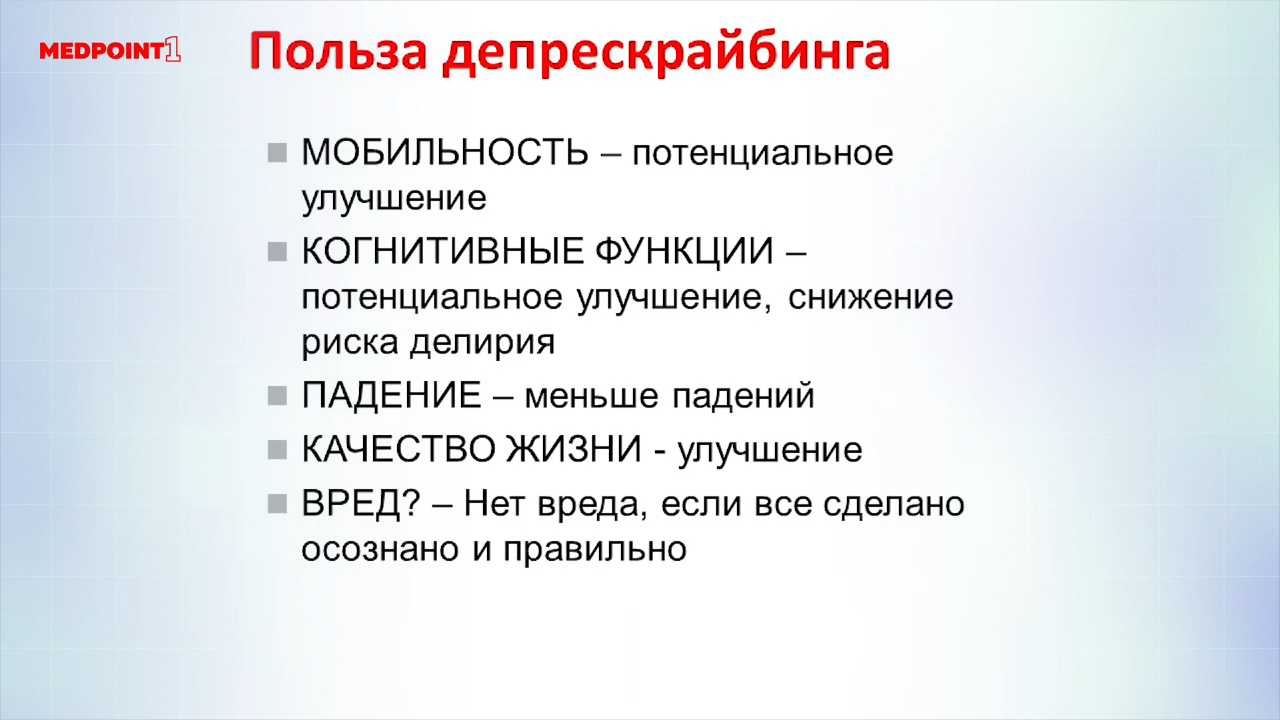 MEDPOINT1
Польза депрескрайбинга
МОБИЛЬНОСТЬ – потенциальное
улучшение
КОГНИТИВНЫЕ ФУНКЦИИ –
потенциальное улучшение, снижение
риска делирия
ПАДЕНИЕ – меньше падений
КАЧЕСТВО ЖИЗНИ - улучшение
ВРЕД? – Нет вреда, если все сделано
осознано и правильно